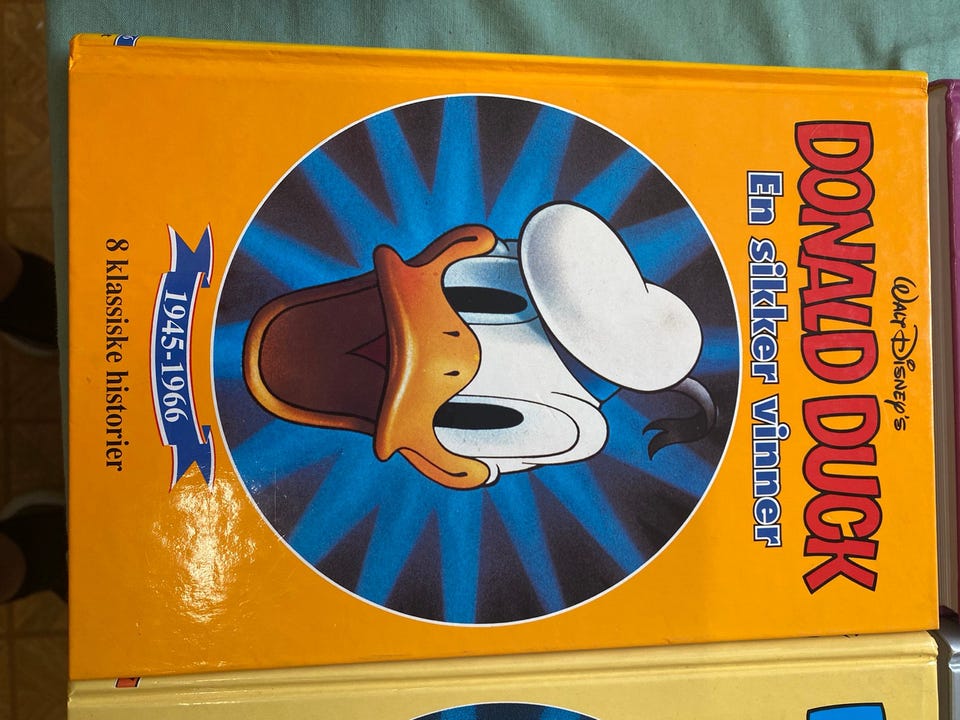 WALT DISNEY'S
DONALD DUCK
En sikker vinner
1945-1966
8 klassiske historier